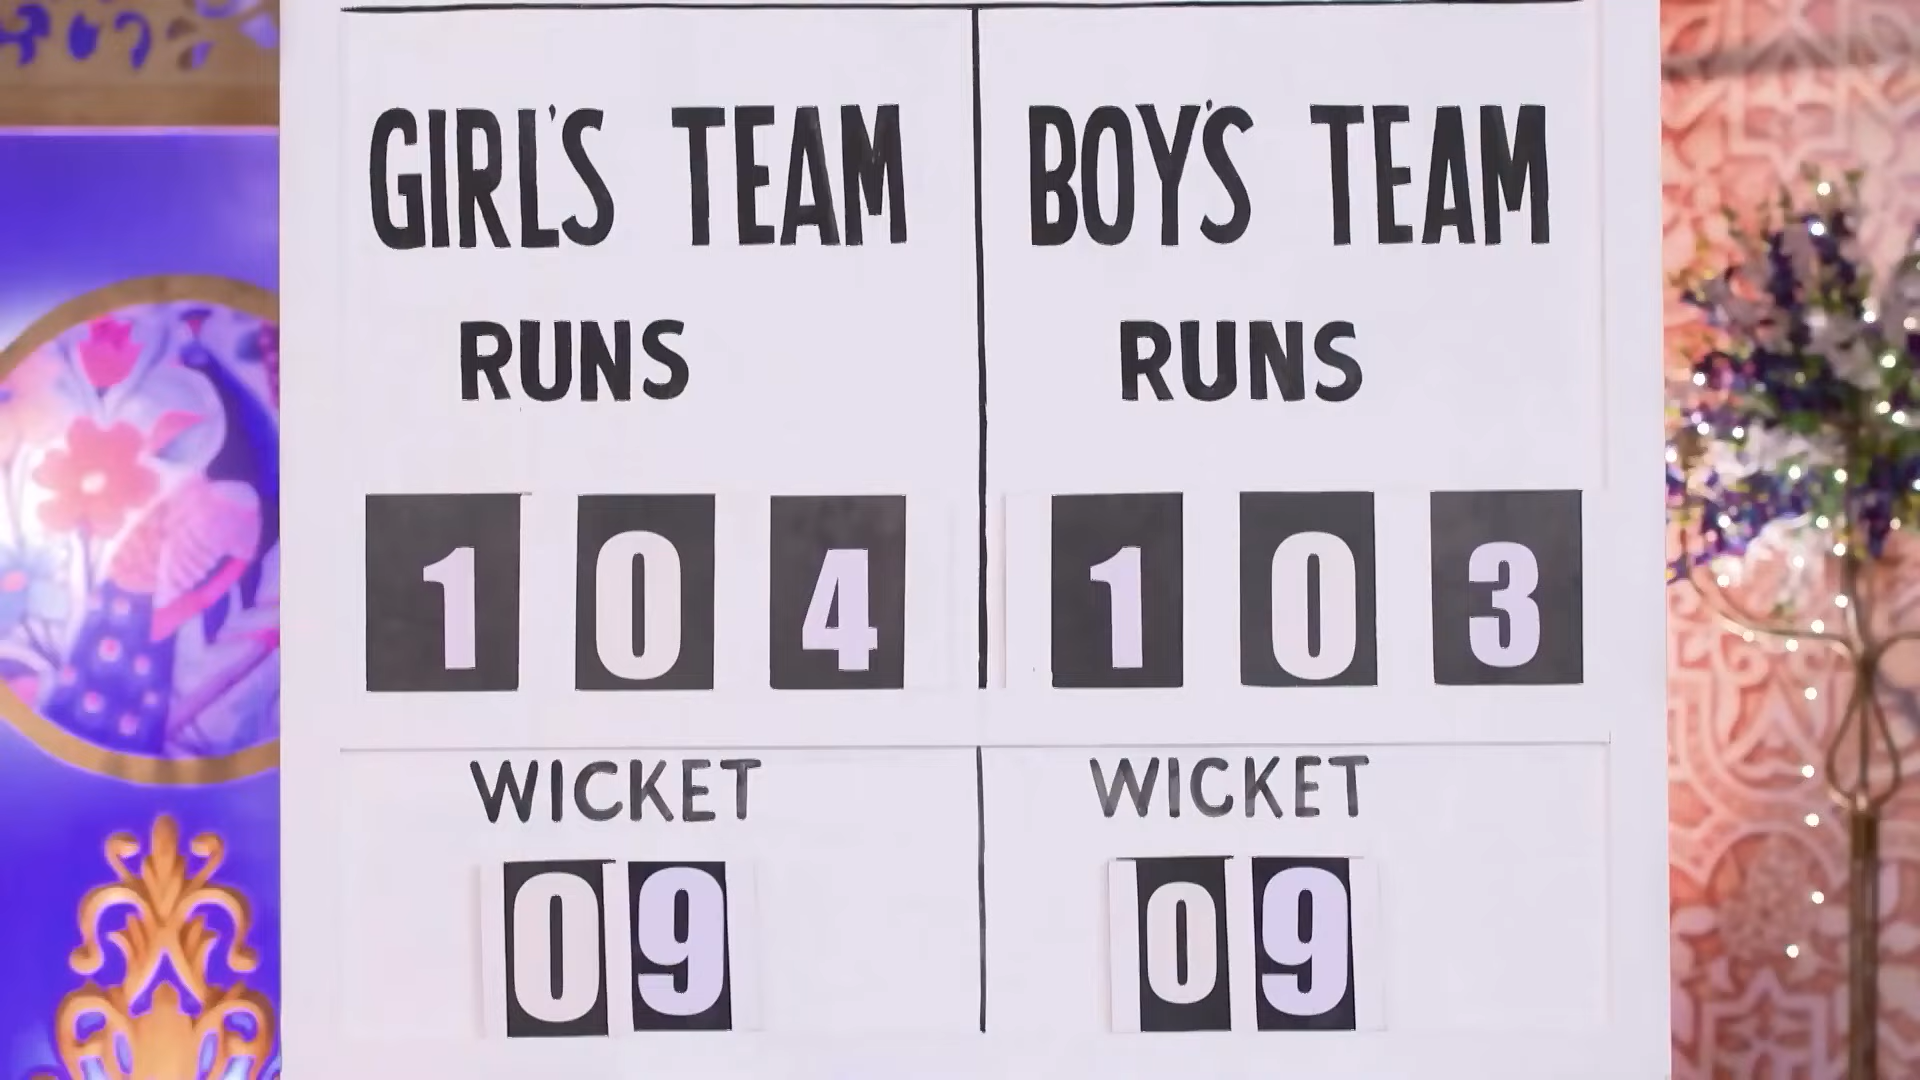 GIRL'S TEAM
RUNS
104
WICKET
09
BOY'S TEAM
RUNS
103
WICKET
09